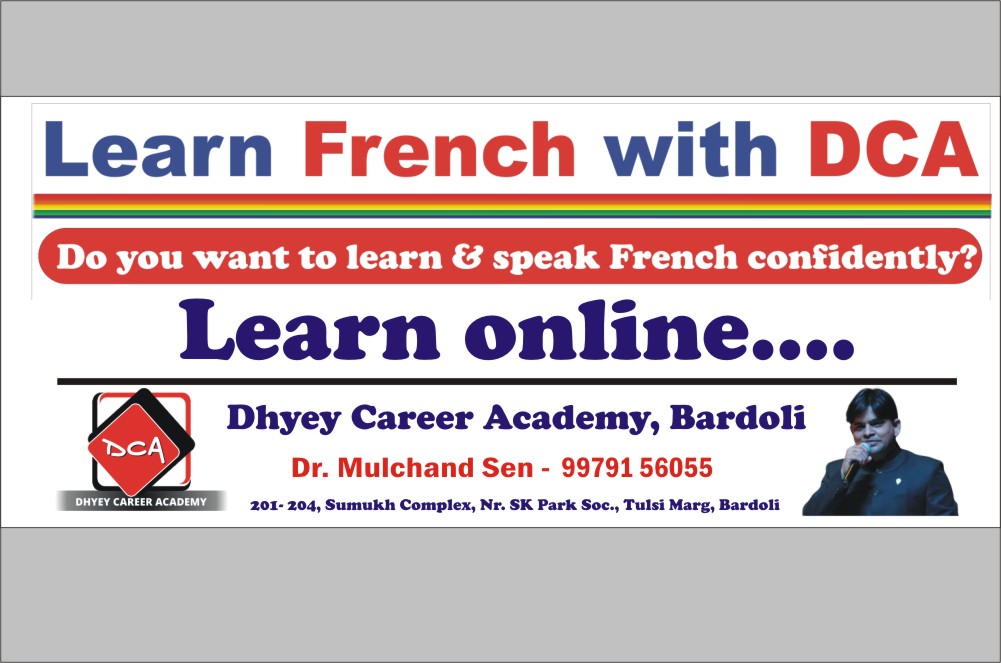 Learn French with DCA
Do you want to learn & speak French confidently?
Learn online....
DCA
DHYEY CAREER ACADEMY
Dhyey Career Academy, Bardoli
Dr. Mulchand Sen - 99791 56055
201- 204, Sumukh Complex, Nr. SK Park Soc., Tulsi Marg, Bardoli